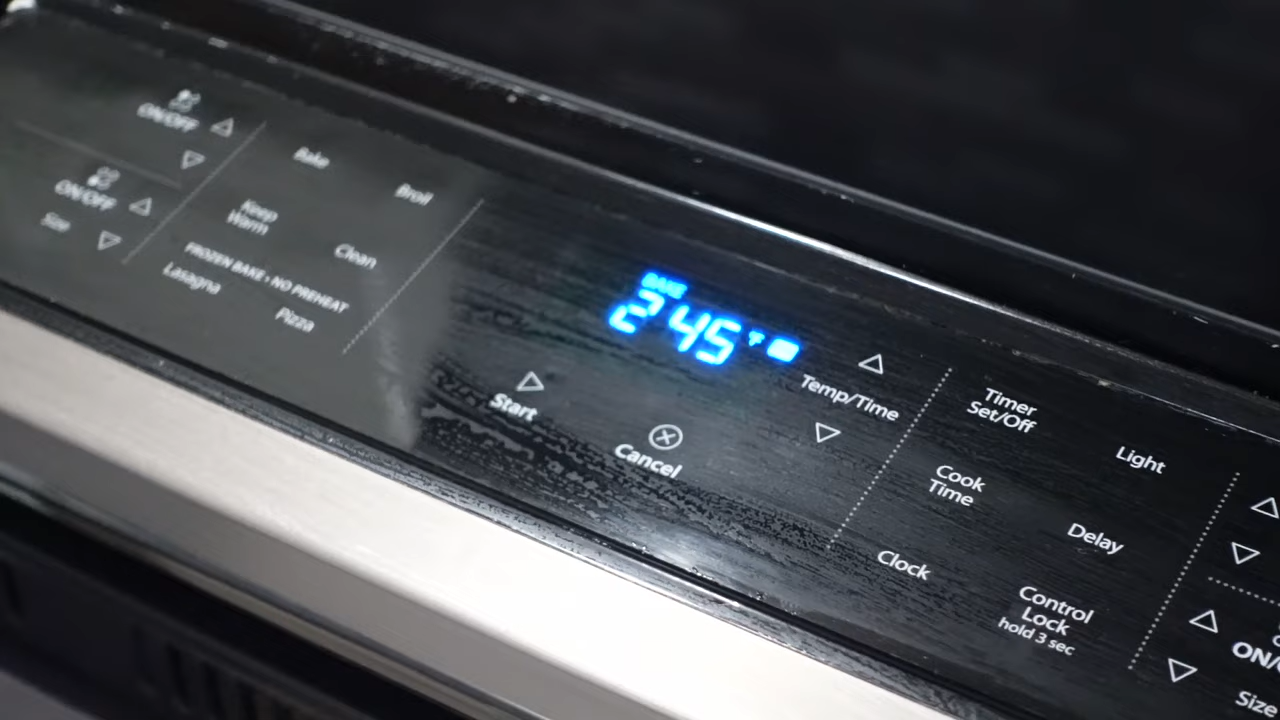 ON/OFF
ON/OFF
Size
Bake
Broil
Keep
Warm
Clean
FROZEN BAKE • NO PREHEAT
Lasagna
Pizza
BAKE
245
°F
Start
Cancel
Temp/Time
Timer
Set/Off
Light
Cook
Time
Delay
Clock
Control
Lock
hold 3 sec
Size